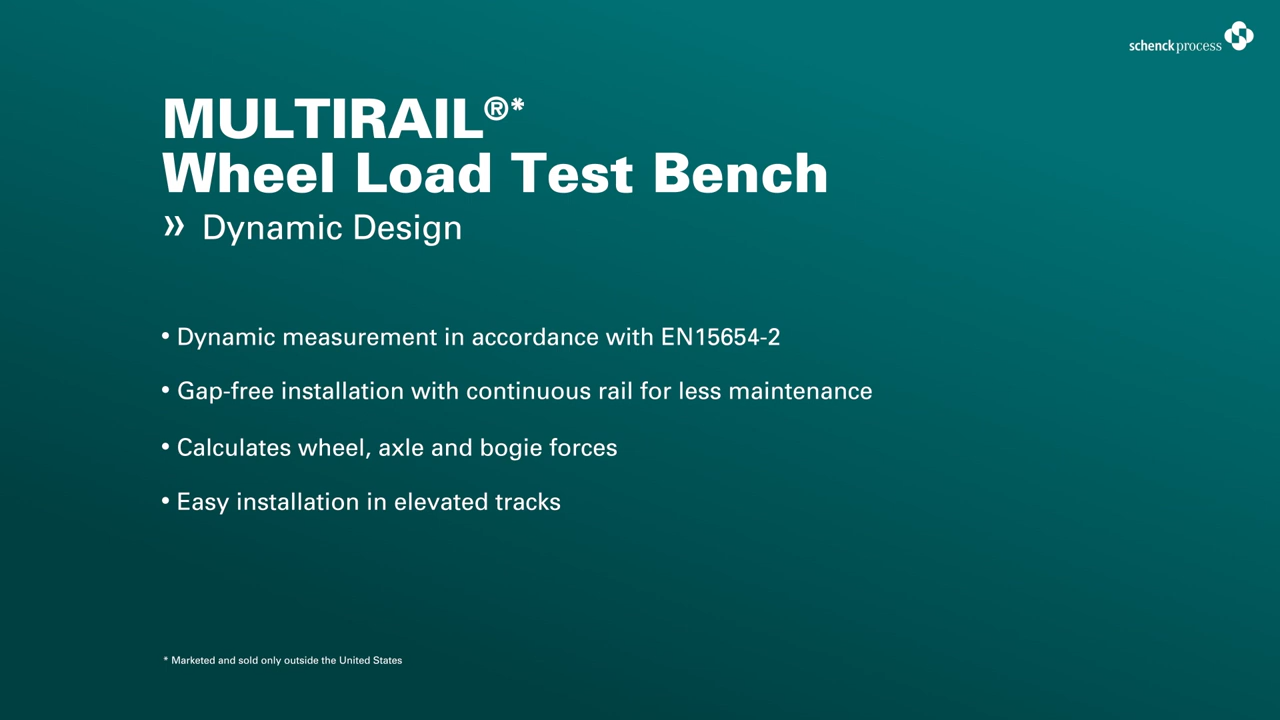 schenckprocess
MULTIRAIL®*
Wheel Load Test Bench
» Dynamic Design
• Dynamic measurement in accordance with EN15654-2
• Gap-free installation with continuous rail for less maintenance
• Calculates wheel, axle and bogie forces
• Easy installation in elevated tracks
* Marketed and sold only outside the United States